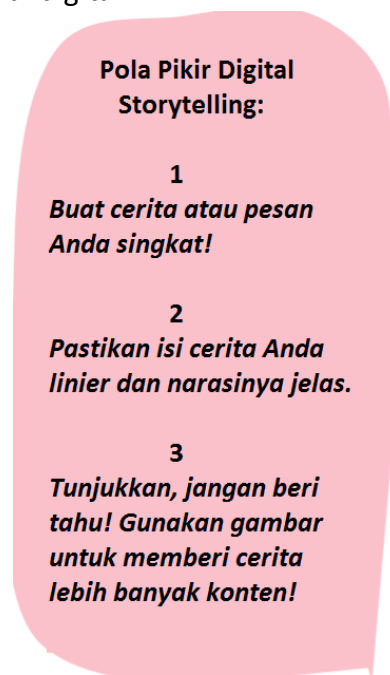 Pola Pikir Digital
Storytelling:
1
Buat cerita atau pesan
Anda singkat!
2
Pastikan isi cerita Anda
linier dan narasinya jelas.
3
Tunjukkan, jangan beri
tahu! Gunakan gambar
untuk memberi cerita
lebih banyak konten!